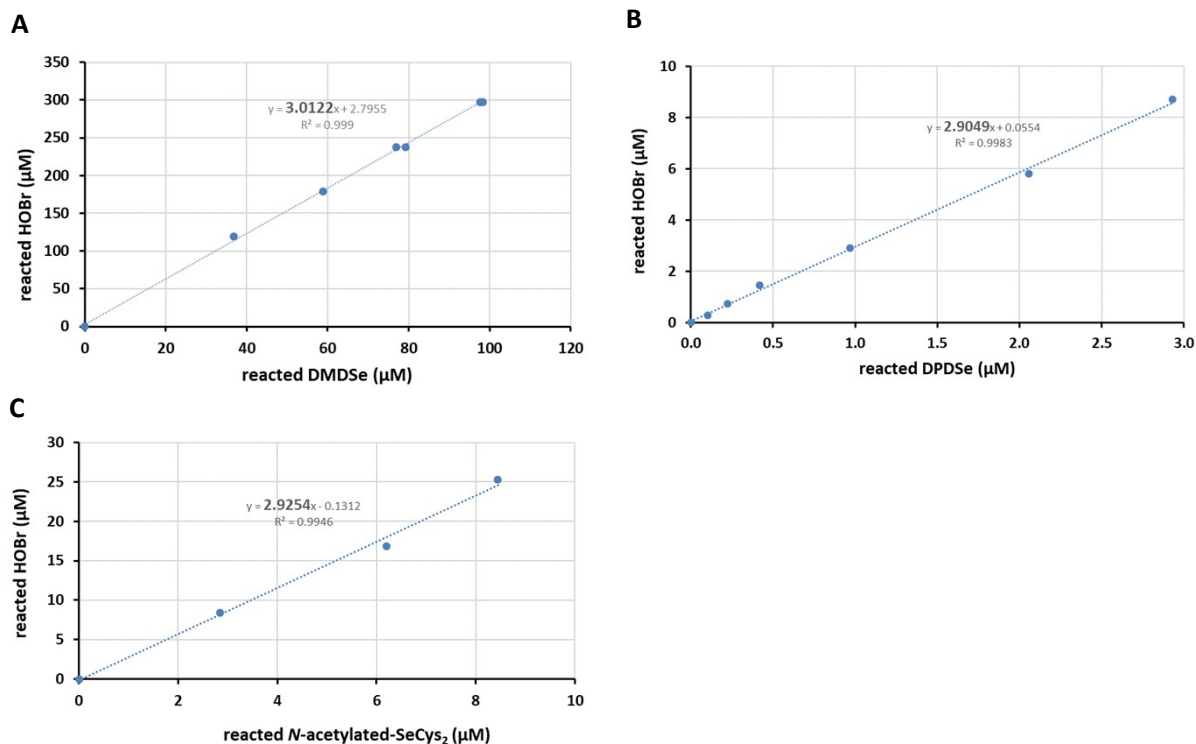 A
350
300
250
200
150
100
50
0
0 20 40 60 80 100 120
reacted HOBr (µM)
reacted DMDSe (µM)
y = 3.0122x + 2.7955
R² = 0.999
B
10
8
6
4
2
0
0.0 0.5 1.0 1.5 2.0 2.5 3.0
reacted HOBr (µM)
reacted DPDSe (µM)
y = 2.9049x + 0.0554
R² = 0.9983
C
30
25
20
15
10
5
0
0 2 4 6 8 10
reacted HOBr (µM)
reacted N-acetylated-SeCys₂ (µM)
y = 2.9254x - 0.1312
R² = 0.9946